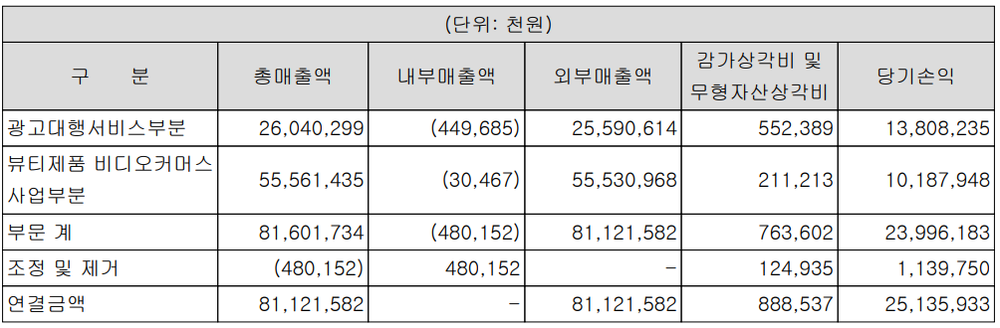 (단위: 천원)
구 분 총매출액 내부매출액 외부매출액 감가상각비 및 무형자산상각비 당기손익
광고대행서비스부분 26,040,299 (449,685) 25,590,614 552,389 13,808,235
뷰티제품 비디오커머스 사업부분 55,561,435 (30,467) 55,530,968 211,213 10,187,948
부문 계 81,601,734 (480,152) 81,121,582 763,602 23,996,183
조정 및 제거 (480,152) 480,152 - 124,935 1,139,750
연결금액 81,121,582 - 81,121,582 888,537 25,135,933